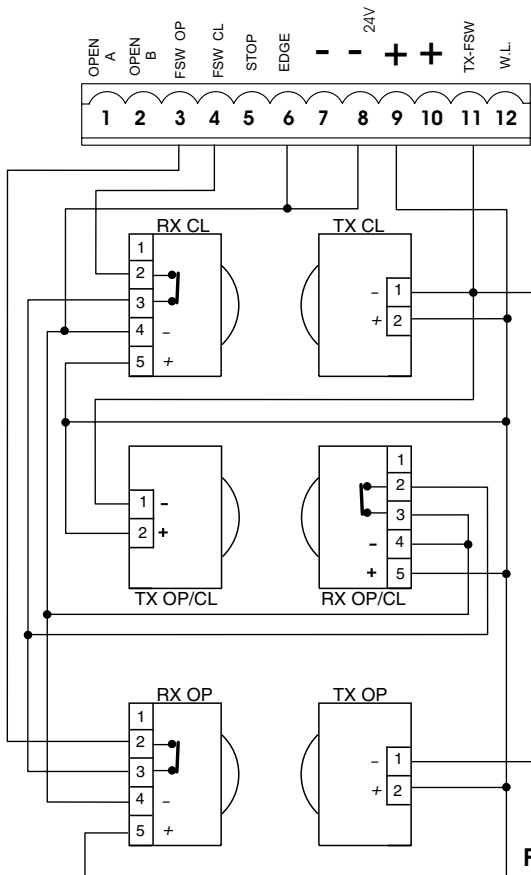 OPEN A
OPEN B
FSW OP
FSW CL
STOP
EDGE
-
-
24V
+
+
TX-FSW
W.L.
1 2 3 4 5 6 7 8 9 10 11 12
RX CL
1
2
3
4 -
5 +
TX CL
- 1
+ 2
1 -
2 +
TX OP/CL
1
2
3
- 4
+ 5
RX OP/CL
RX OP
1
2
3
4 -
5 +
TX OP
- 1
+ 2